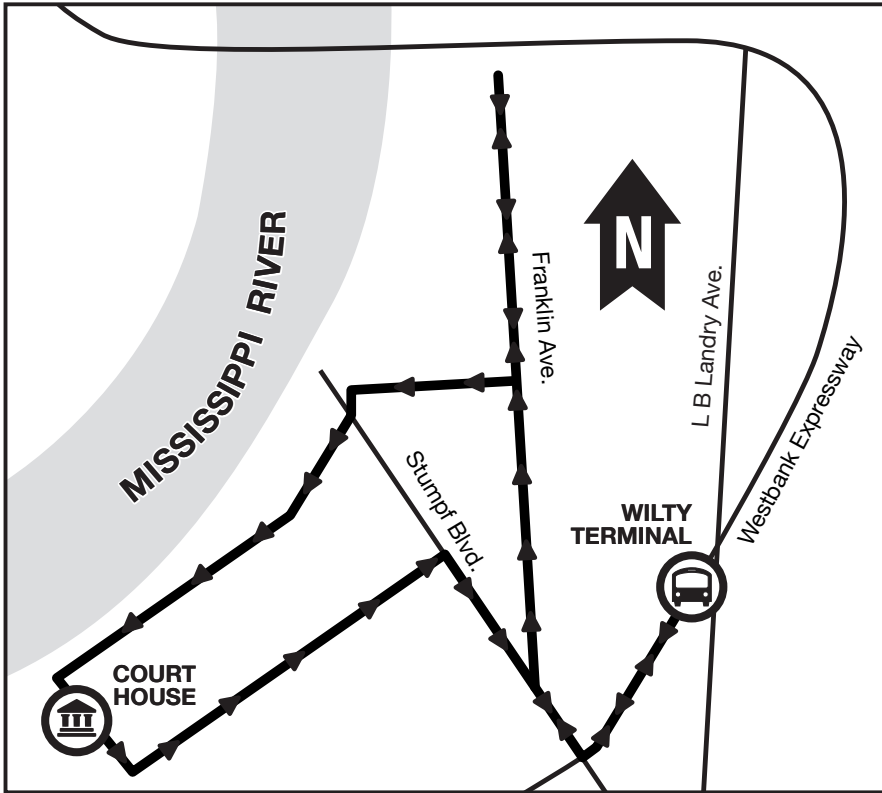 MISSISSIPPI RIVER
N
Franklin Ave.
L B Landry Ave.
Westbank Expressway
Stumpf Blvd.
WILTY
TERMINAL
COURT
HOUSE